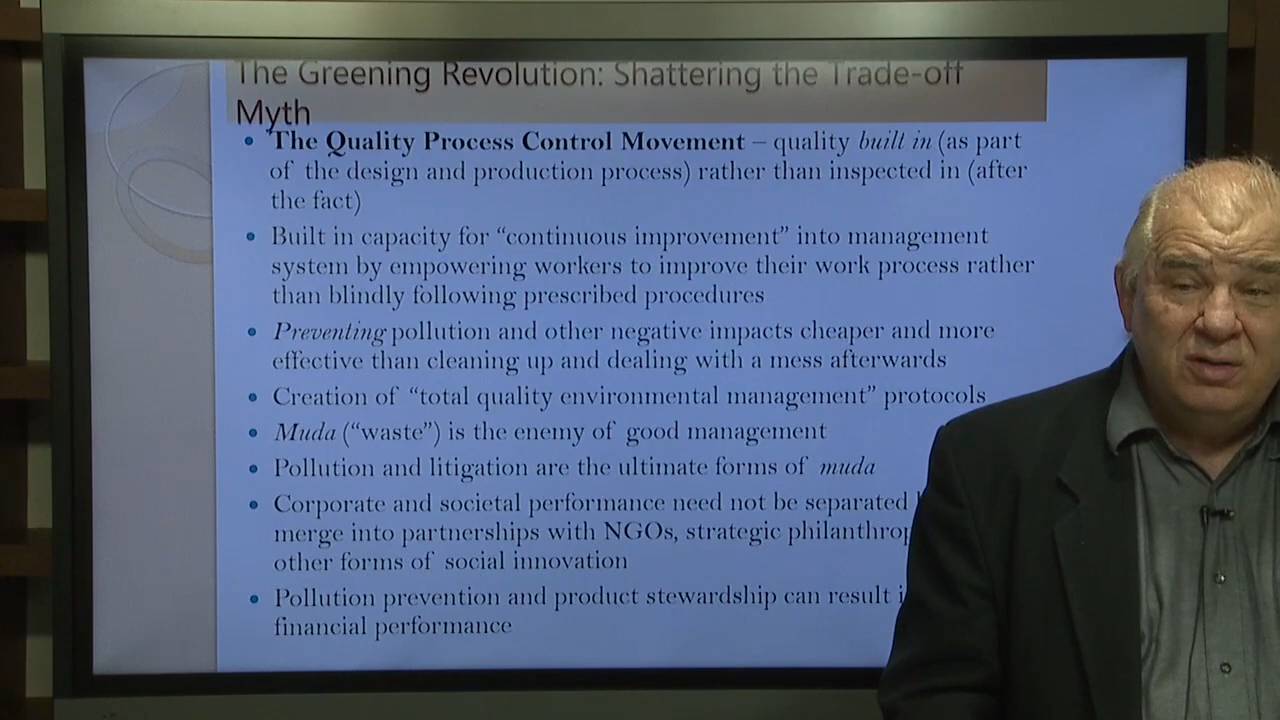 The Greening Revolution: Shattering the Trade-off
Myth
The Quality Process Control Movement – quality built in (as part
of the design and production process) rather than inspected in (after
the fact)
Built in capacity for “continuous improvement” into management
system by empowering workers to improve their work process rather
than blindly following prescribed procedures
Preventing pollution and other negative impacts cheaper and more
effective than cleaning up and dealing with a mess afterwards
Creation of “total quality environmental management” protocols
Muda (“waste”) is the enemy of good management
Pollution and litigation are the ultimate forms of muda
Corporate and societal performance need not be separated
merge into partnerships with NGOs, strategic
other forms of social innovation
Pollution prevention and product stewardship can result
financial performance